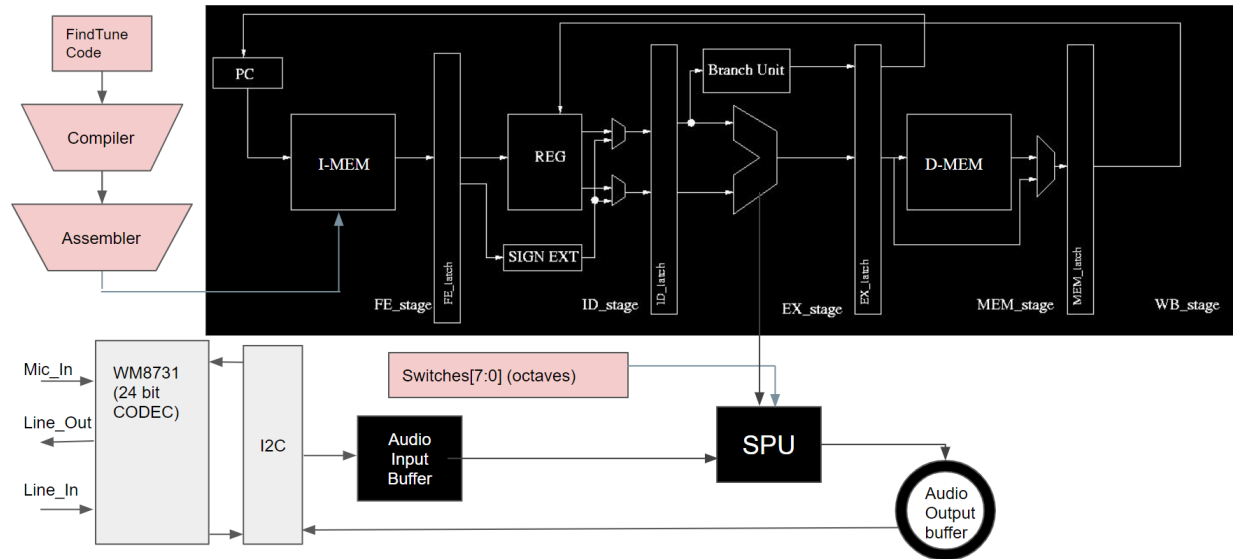 FindTune
Code
Compiler
Assembler
PC
I-MEM
FE_latch
FE_stage
REG
SIGN EXT
ID_stage
ID_latch
Branch Unit
EX_stage
EX_latch
D-MEM
MEM_stage
MEM_latch
WB_stage
Mic_In
Line_Out
Line_In
WM8731
(24 bit
CODEC)
I2C
Audio
Input
Buffer
Switches[7:0] (octaves)
SPU
Audio
Output
buffer